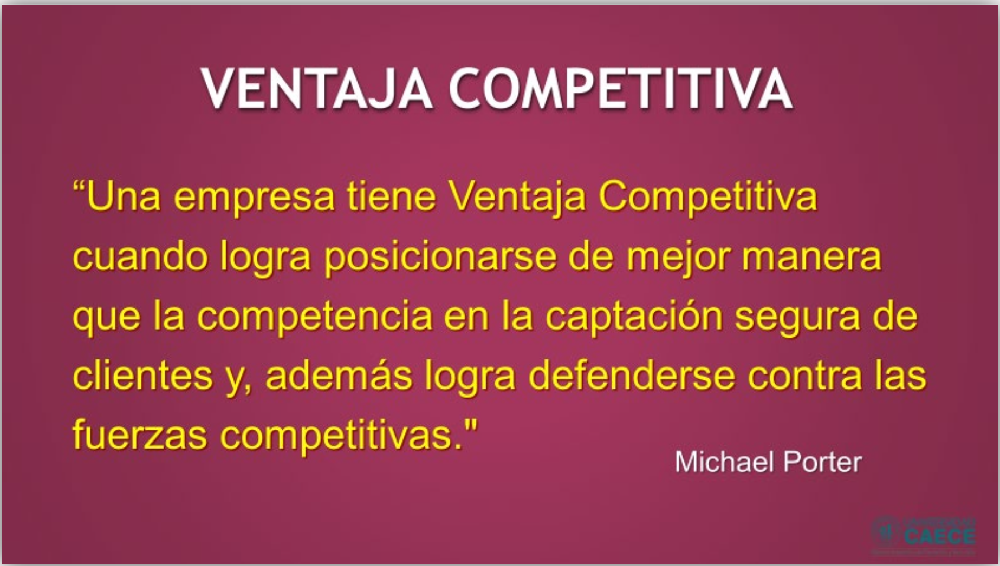 VENTAJA COMPETITIVA
“Una empresa tiene Ventaja Competitiva
cuando logra posicionarse de mejor manera
que la competencia en la captación segura de
clientes y, además logra defenderse contra las
fuerzas competitivas."
Michael Porter
UNIVERSIDAD
CAECE